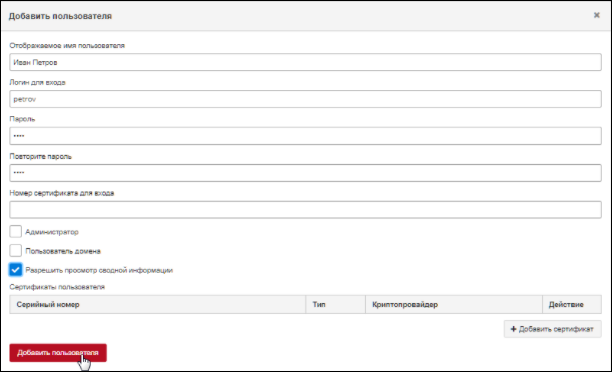 Добавить пользователя ×
Отображаемое имя пользователя
Иван Петров
Логин для входа
petrov
Пароль
••••
Повторите пароль
••••
Номер сертификата для входа
Администратор
Пользователь домена
Разрешить просмотр сводной информации
Сертификаты пользователя
Серийный номер Тип Криптопровайдер Действие
+ Добавить сертификат
Добавить пользователя